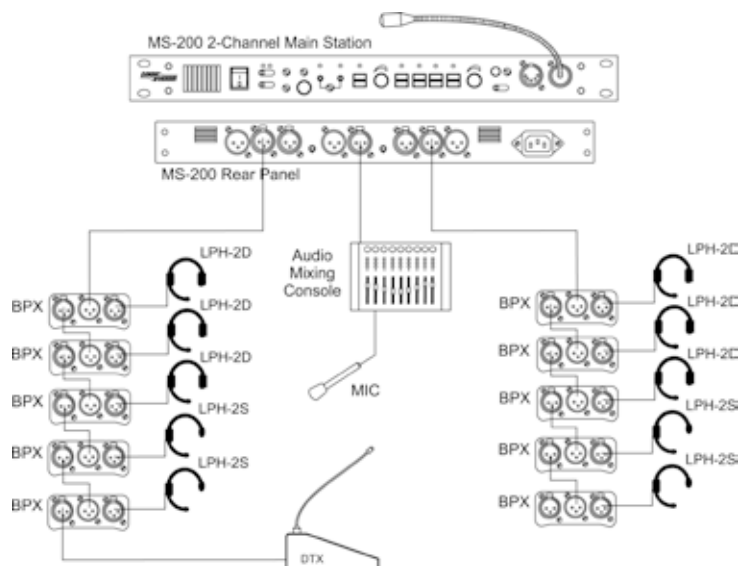 MS-200 2-Channel Main Station
MS-200 Rear Panel
LPH-2D
BPX
LPH-2D
BPX
LPH-2D
BPX
LPH-2S
BPX
LPH-2S
BPX
Audio
Mixing
Console
MIC
DTX
LPH-2D
BPX
LPH-2D
BPX
LPH-2D
BPX
LPH-2S
BPX
LPH-2S
BPX